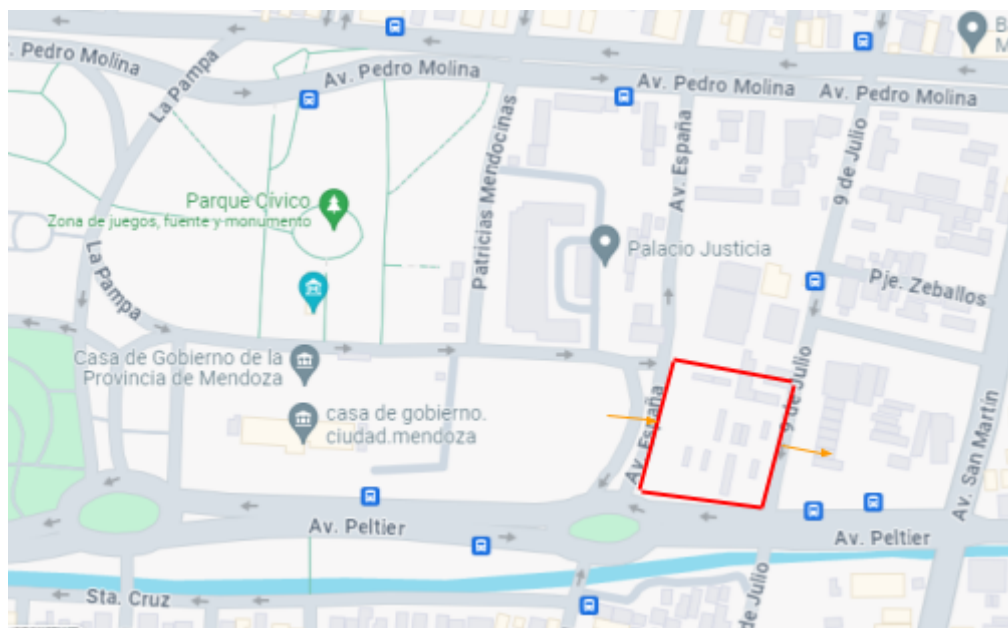 . Pedro Molina
La Pampa
Av. Pedro Molina
Av. Pedro Molina
Av. Pedro Molina
B
M
Patricias Mendocinas
Av. España
9 de Julio
Parque Cívico
Zona de juegos, fuente y monumento
Palacio Justicia
Pje. Zeballos
La Pampa
Casa de Gobierno de la
Provincia de Mendoza
casa de gobierno.
ciudad.mendoza
Av. España
9 de Julio
Av. San Martín
Av. Peltier
Av. Peltier
Sta. Cruz
de Julio